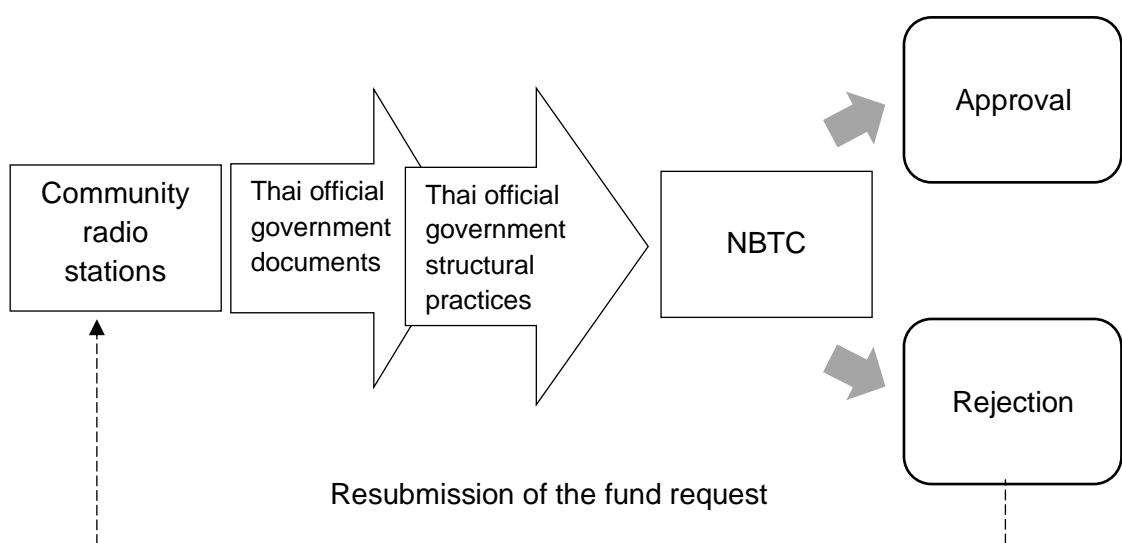 Community
radio
stations
Thai official
government
documents
Thai official
government
structural
practices
NBTC
Approval
Rejection
Resubmission of the fund request